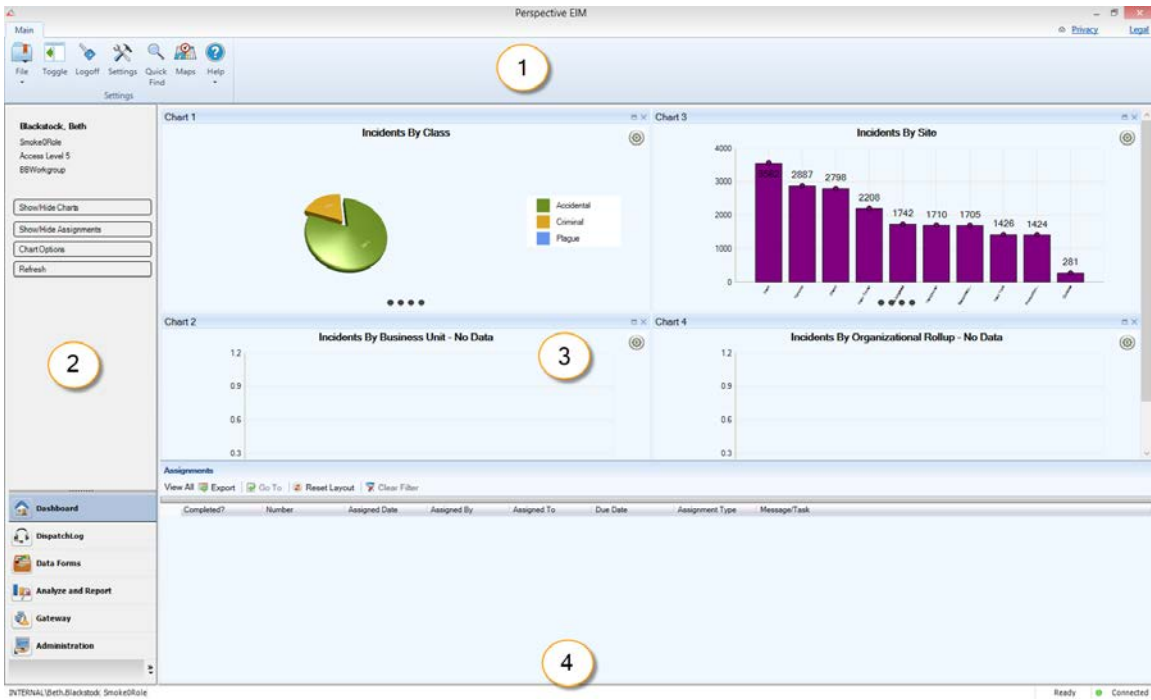 Perspective EIM
Main
Privacy Legal
File Toggle Logoff Settings Quick Find Maps Help
Settings
1
Blackstock, Beth
Smoke0Role
Access Level 5
BBWorkgroup
Show/Hide Charts
Show/Hide Assignments
Chart Options
Refresh
2
Dashboard
DispatchLog
Data Forms
Analyze and Report
Gateway
Administration
Chart 1
Incidents By Class
Accidental
Criminal
Plague
Chart 3
Incidents By Site
4000
3000
2000
1000
0
2887
2798
2208
1742
1710
1705
1426
1424
281
Chart 2
Incidents By Business Unit - No Data
1.2
0.9
0.6
0.3
3
Chart 4
Incidents By Organizational Rollup - No Data
1.2
0.9
0.6
0.3
Assignments
View All Export Go To Reset Layout Clear Filter
Completed? Number Assigned Date Assigned By Assigned To Due Date Assignment Type Message/Task
4
INTERNAL\Beth.Blackstock: Smoke0Role
Ready Connected